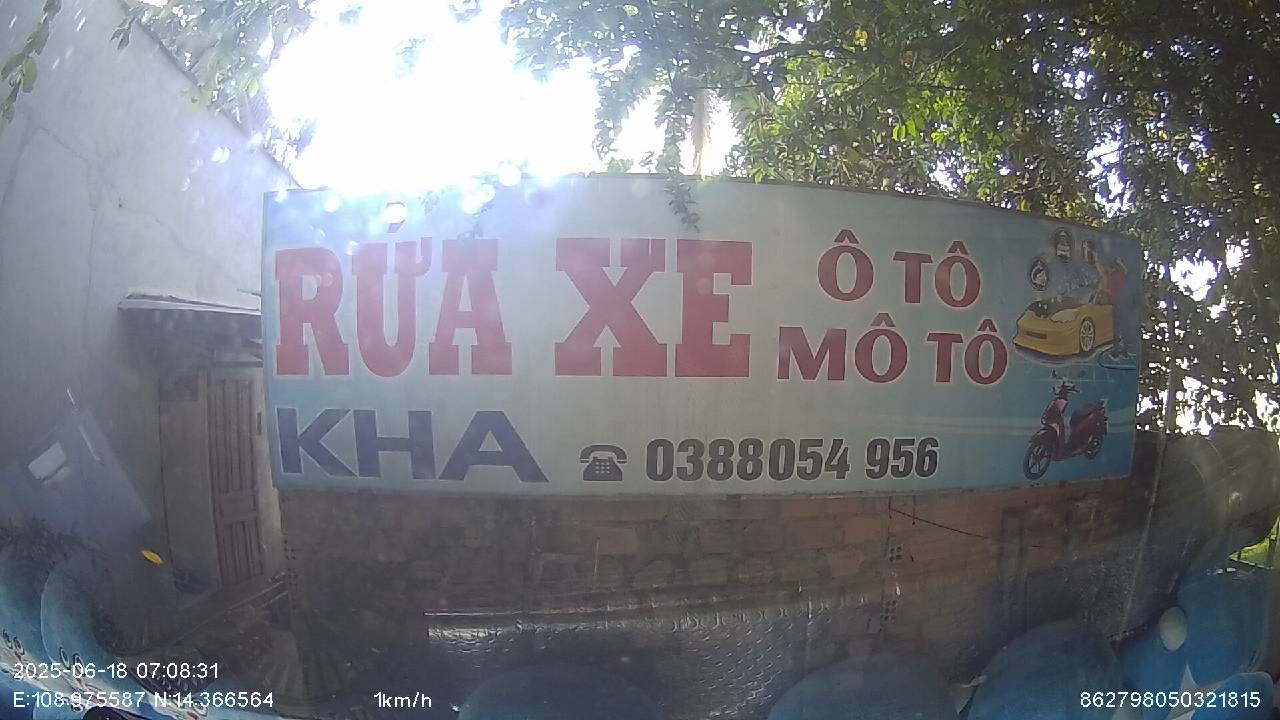 RỬA XE Ô TÔ
MÔ TÔ
KHA 0388054 956
2025-06-18 07:08:31
E:108.975587 N:14.366564 1km/h 862798050321815